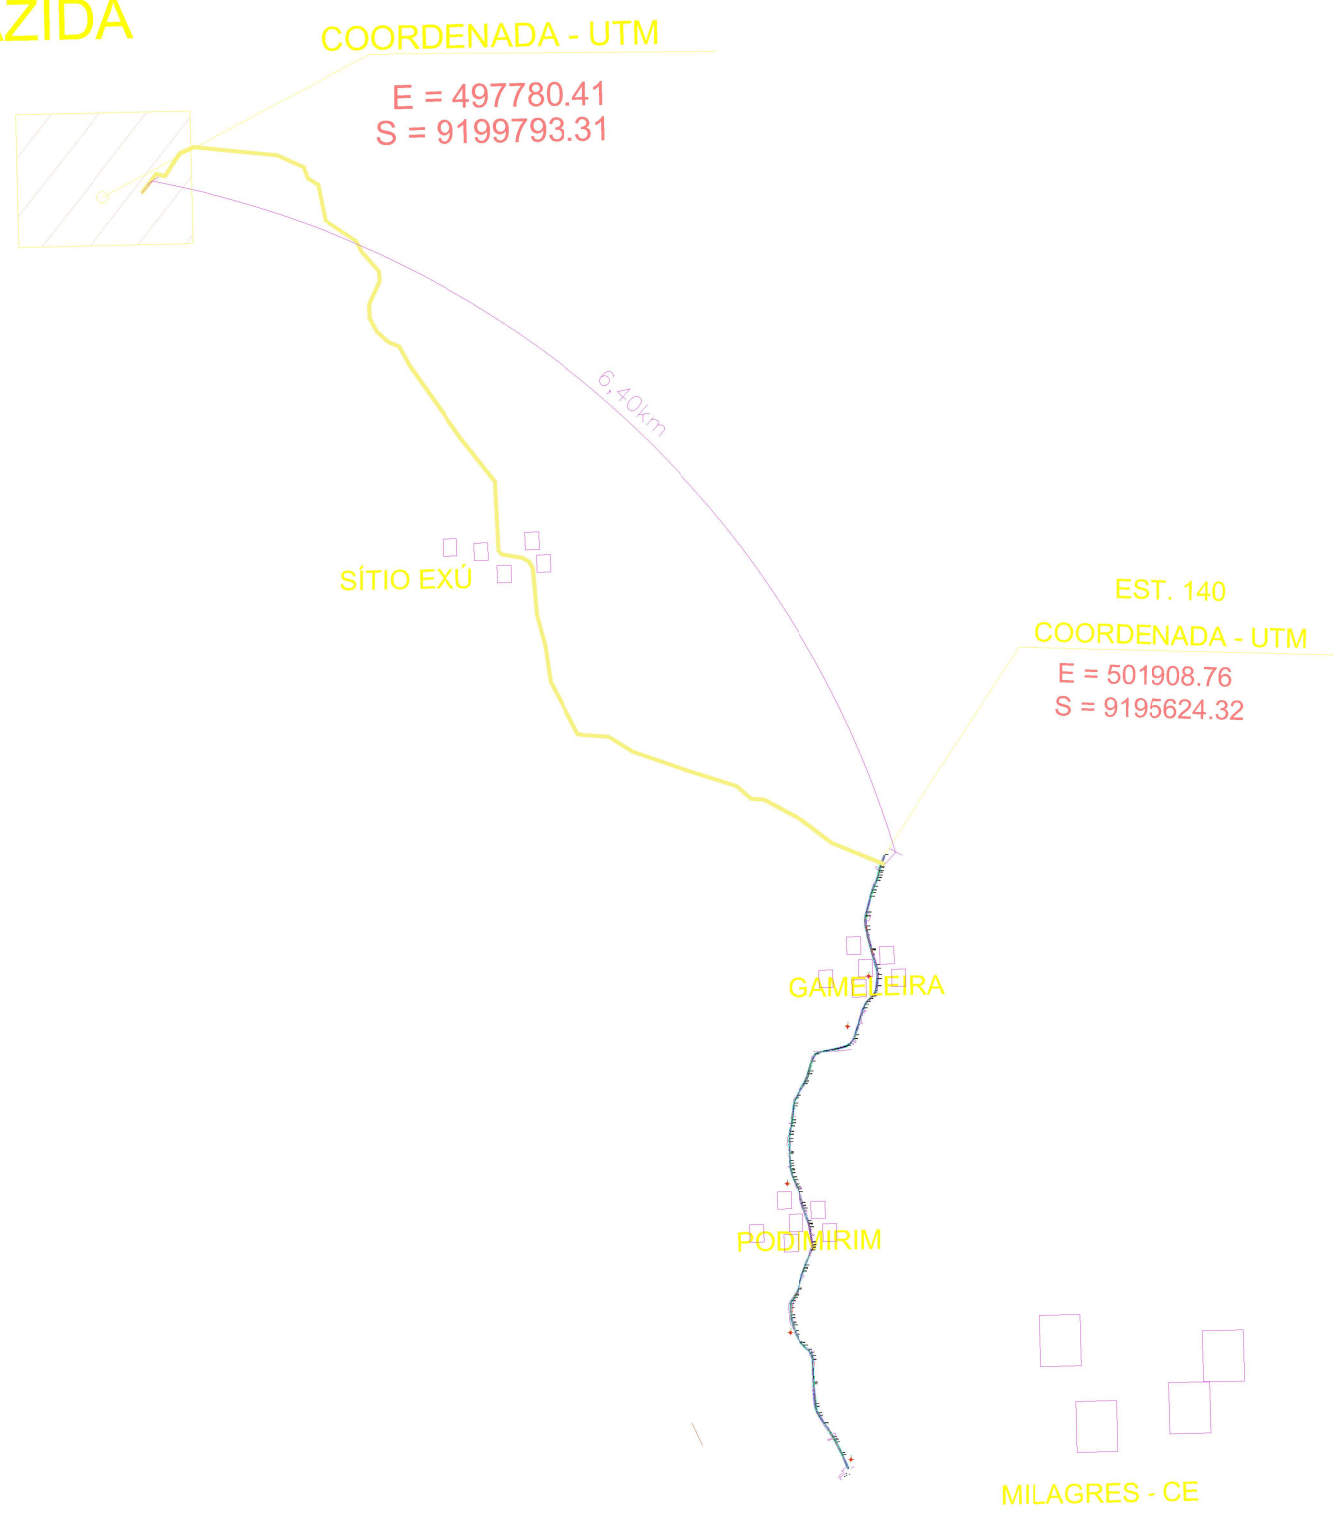 AZIDA
COORDENADA - UTM
E = 497780.41
S = 9199793.31
6,40km
SÍTIO EXÚ
EST. 140
COORDENADA - UTM
E = 501908.76
S = 9195624.32
GAMELEIRA
PODIMIRIM
MILAGRES - CE